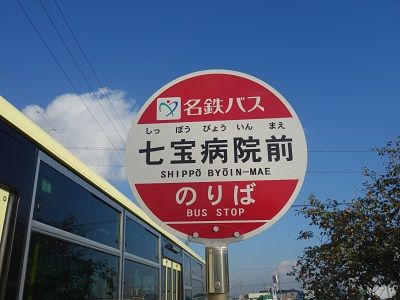 名鉄バス
しっ ぽう びょう いん まえ
七宝病院前
SHIPPŌ BYŌIN-MAE
のりば
BUS STOP